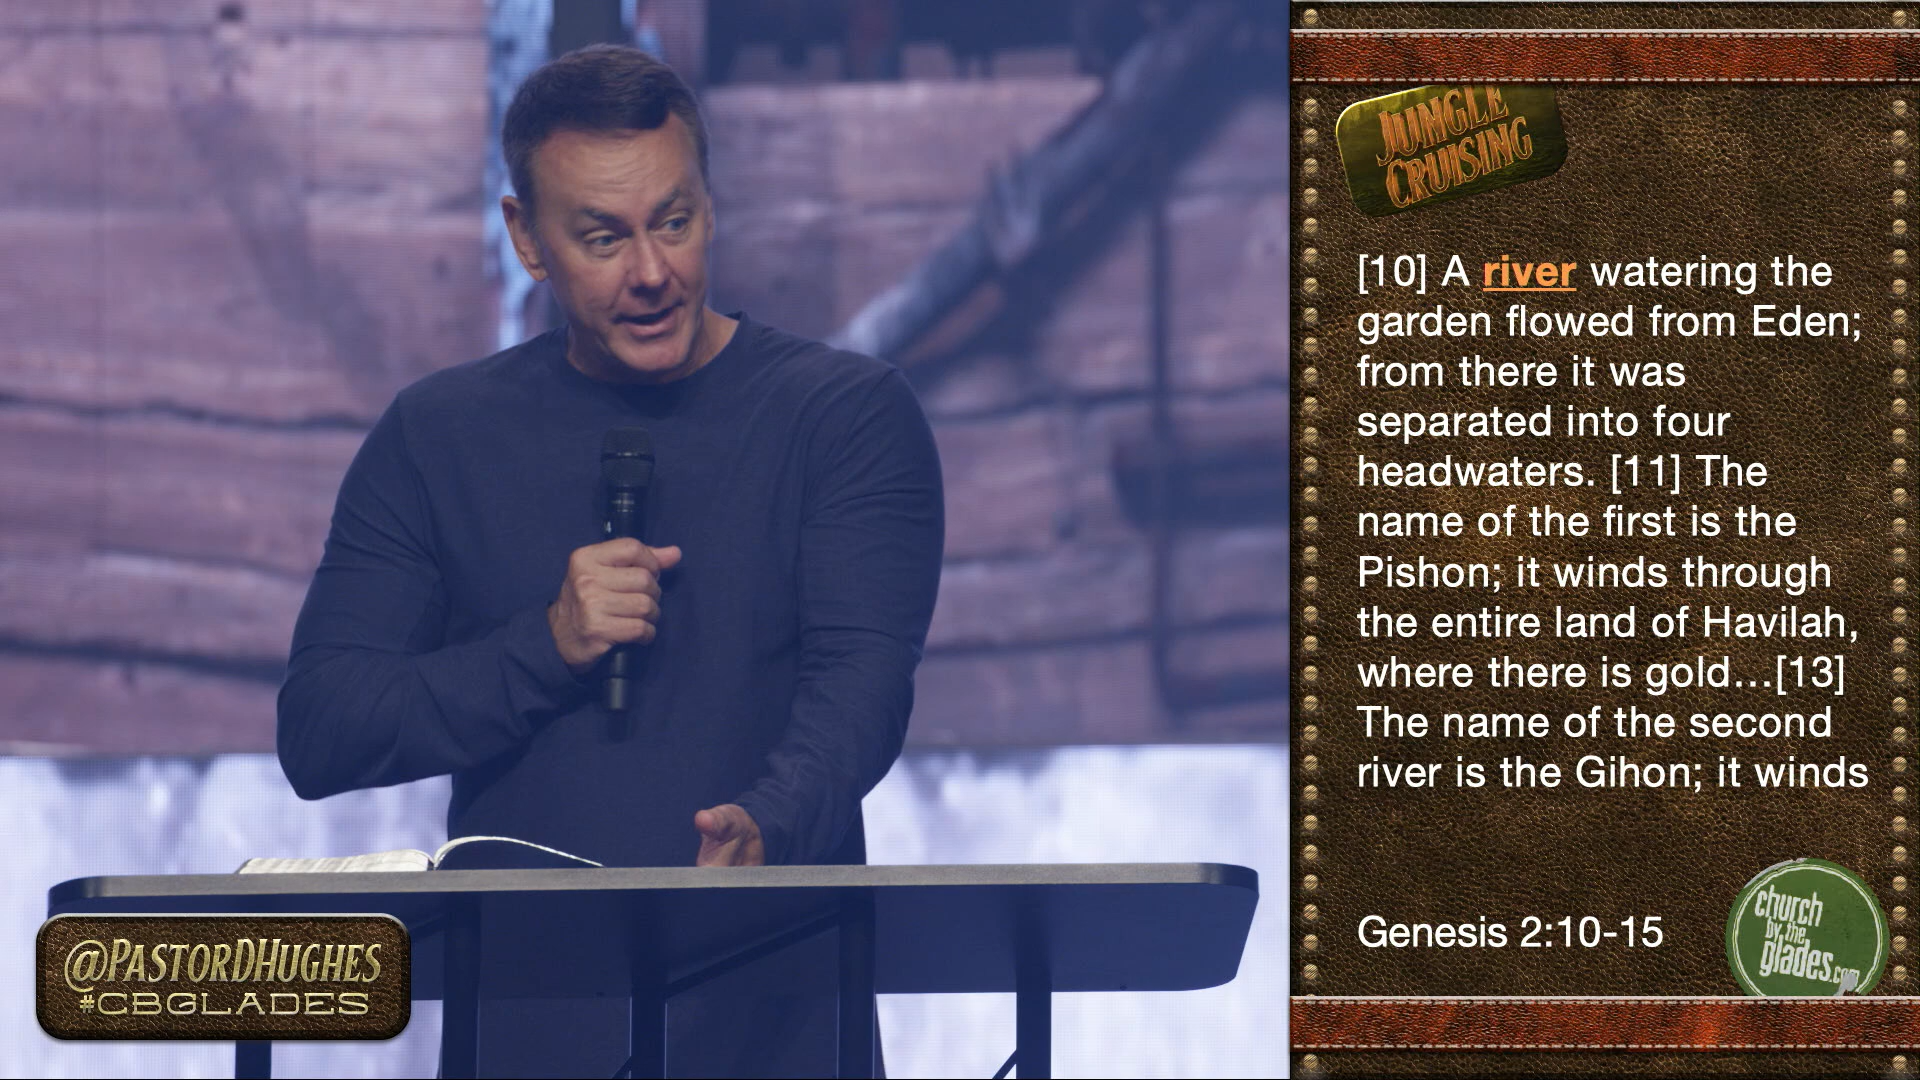 JUNGLE
CRUISING
[10] A river watering the
garden flowed from Eden;
from there it was
separated into four
headwaters. [11] The
name of the first is the
Pishon; it winds through
the entire land of Havilah,
where there is gold...[13]
The name of the second
river is the Gihon; it winds
Genesis 2:10-15
church
by the
glades.com
@PASTORDHUGHES
#CBGLADES